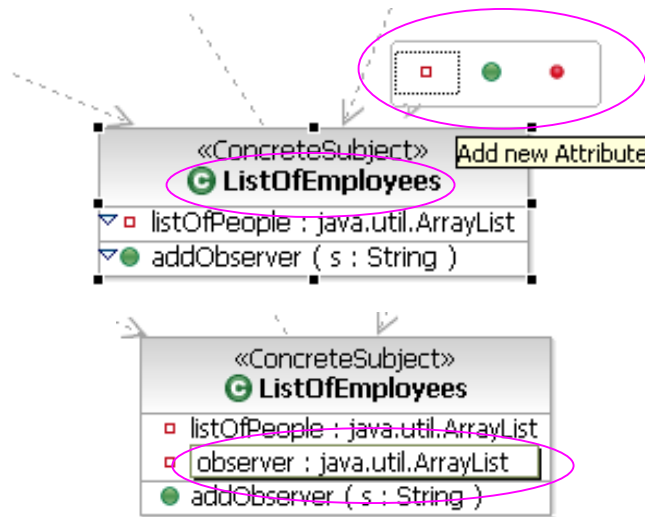 «ConcreteSubject»
Add new Attribute
C ListOfEmployees
listOfPeople : java.util.ArrayList
addObserver ( s : String )
«ConcreteSubject»
C ListOfEmployees
listOfPeople : java.util.ArrayList
observer : java.util.ArrayList
addObserver ( s : String )